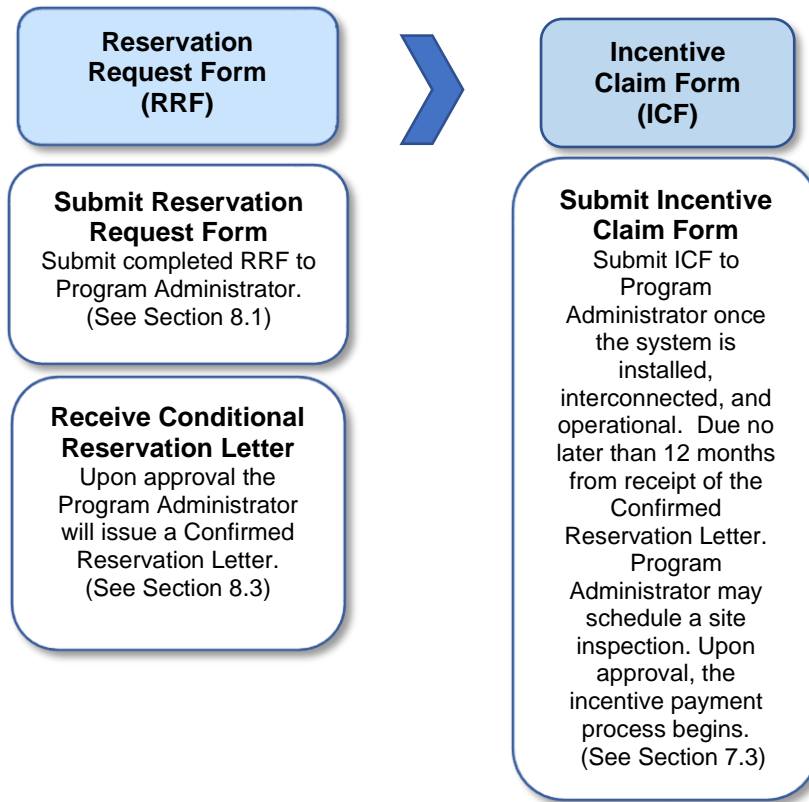 Reservation
Request Form
(RRF)
Submit Reservation
Request Form
Submit completed RRF to
Program Administrator.
(See Section 8.1)
Receive Conditional
Reservation Letter
Upon approval the
Program Administrator
will issue a Confirmed
Reservation Letter.
(See Section 8.3)
Incentive
Claim Form
(ICF)
Submit Incentive
Claim Form
Submit ICF to
Program
Administrator once
the system is
installed,
interconnected, and
operational.  Due no
later than 12 months
from receipt of the
Confirmed
Reservation Letter.
Program
Administrator may
schedule a site
inspection. Upon
approval, the
incentive payment
process begins.
(See Section 7.3)